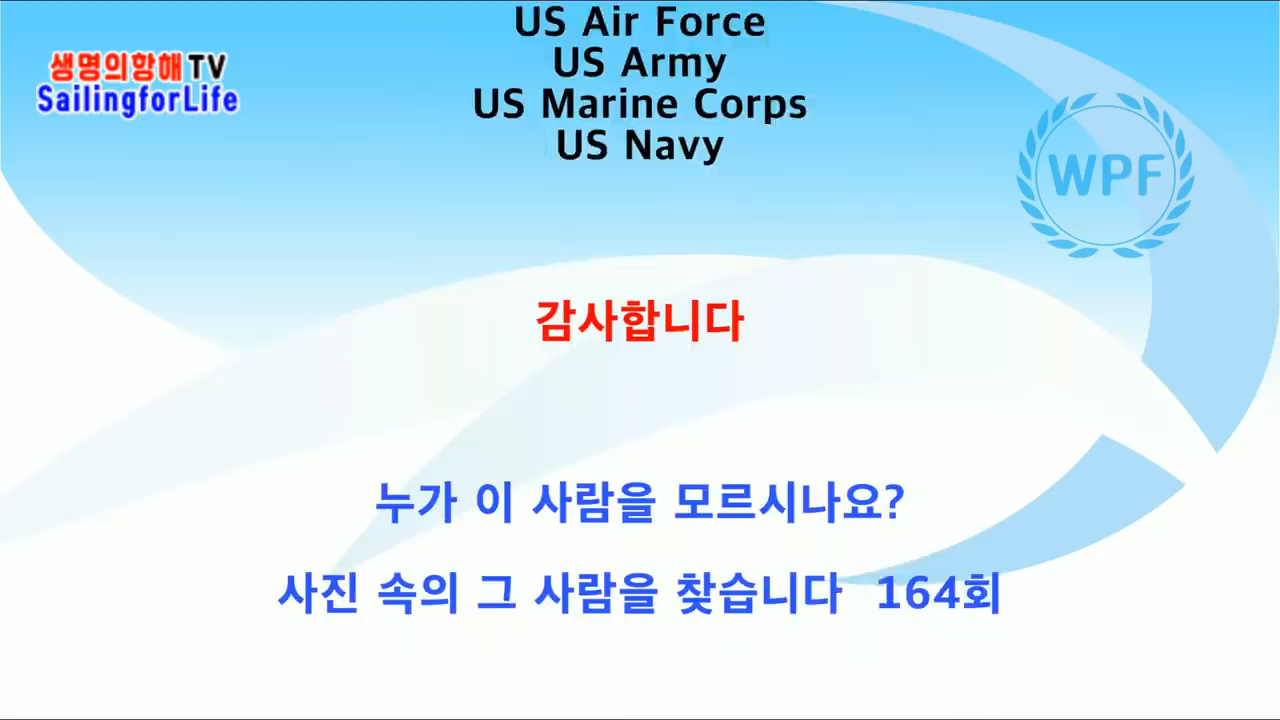 US Air Force
US Army
US Marine Corps
US Navy
생명의항해 TV
SailingforLife
WPF
감사합니다
누가 이 사람을 모르시나요?
사진 속의 그 사람을 찾습니다 164회